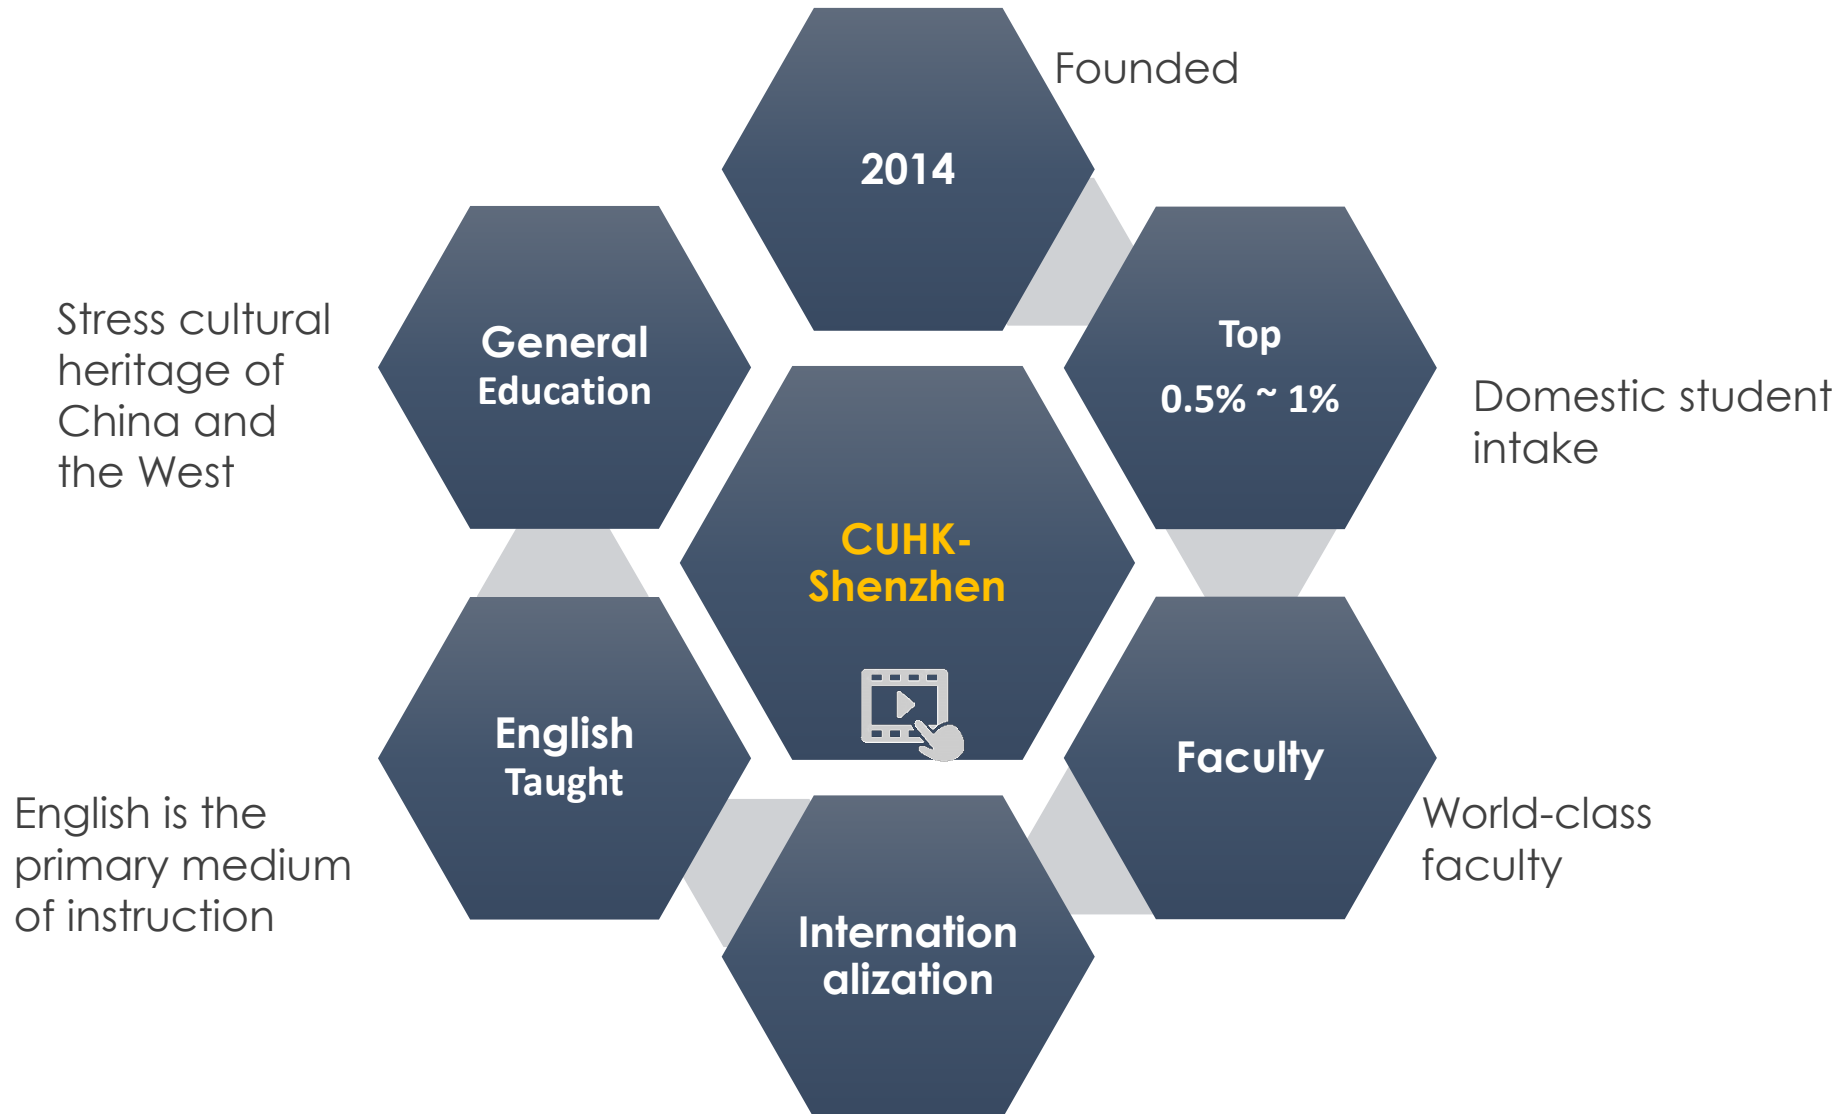 Founded
2014
Top
0.5% ~ 1%
Domestic student
intake
Faculty
World-class
faculty
Internation
alization
English
Taught
English is the
primary medium
of instruction
General
Education
Stress cultural
heritage of
China and
the West
CUHK-
Shenzhen